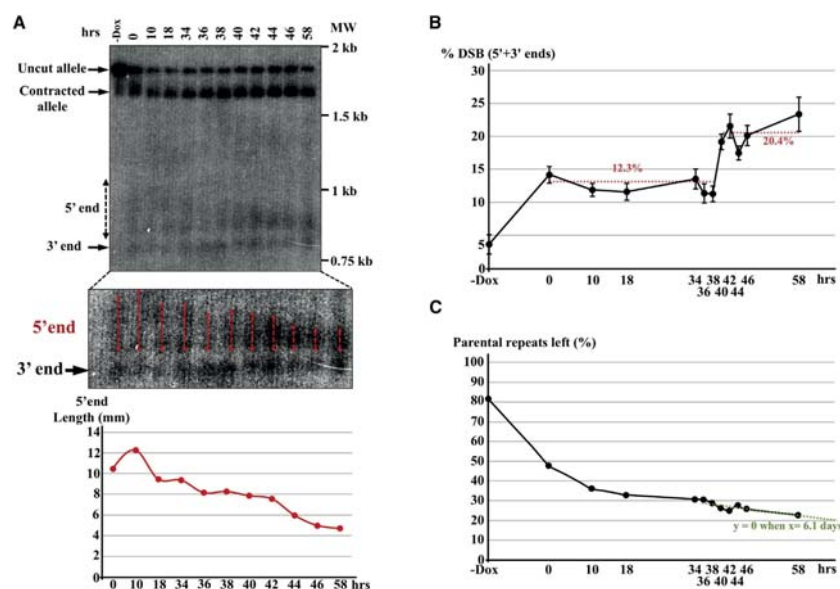 A
hrs
-Dox 0 10 18 34 36 38 40 42 44 46 58
MW
2 kb
Uncut allele
Contracted
allele
1.5 kb
1 kb
5' end
3' end
0.75 kb
5'end
3' end
5'end
Length (mm)
14
12
10
8
6
4
2
0
0 10 18 34 36 38 40 42 44 46 58 hrs
B
% DSB (5'+3' ends)
30
25
20
15
10
5
0
12.3%
20.4%
-Dox 0 10 18 34 38 42 46 58 hrs
36 40 44
C
Parental repeats left (%)
100
90
80
70
60
50
40
30
20
10
0
y = 0 when x= 6.1 days
-Dox 0 10 18 34 38 42 46 58 hrs
36 40 44